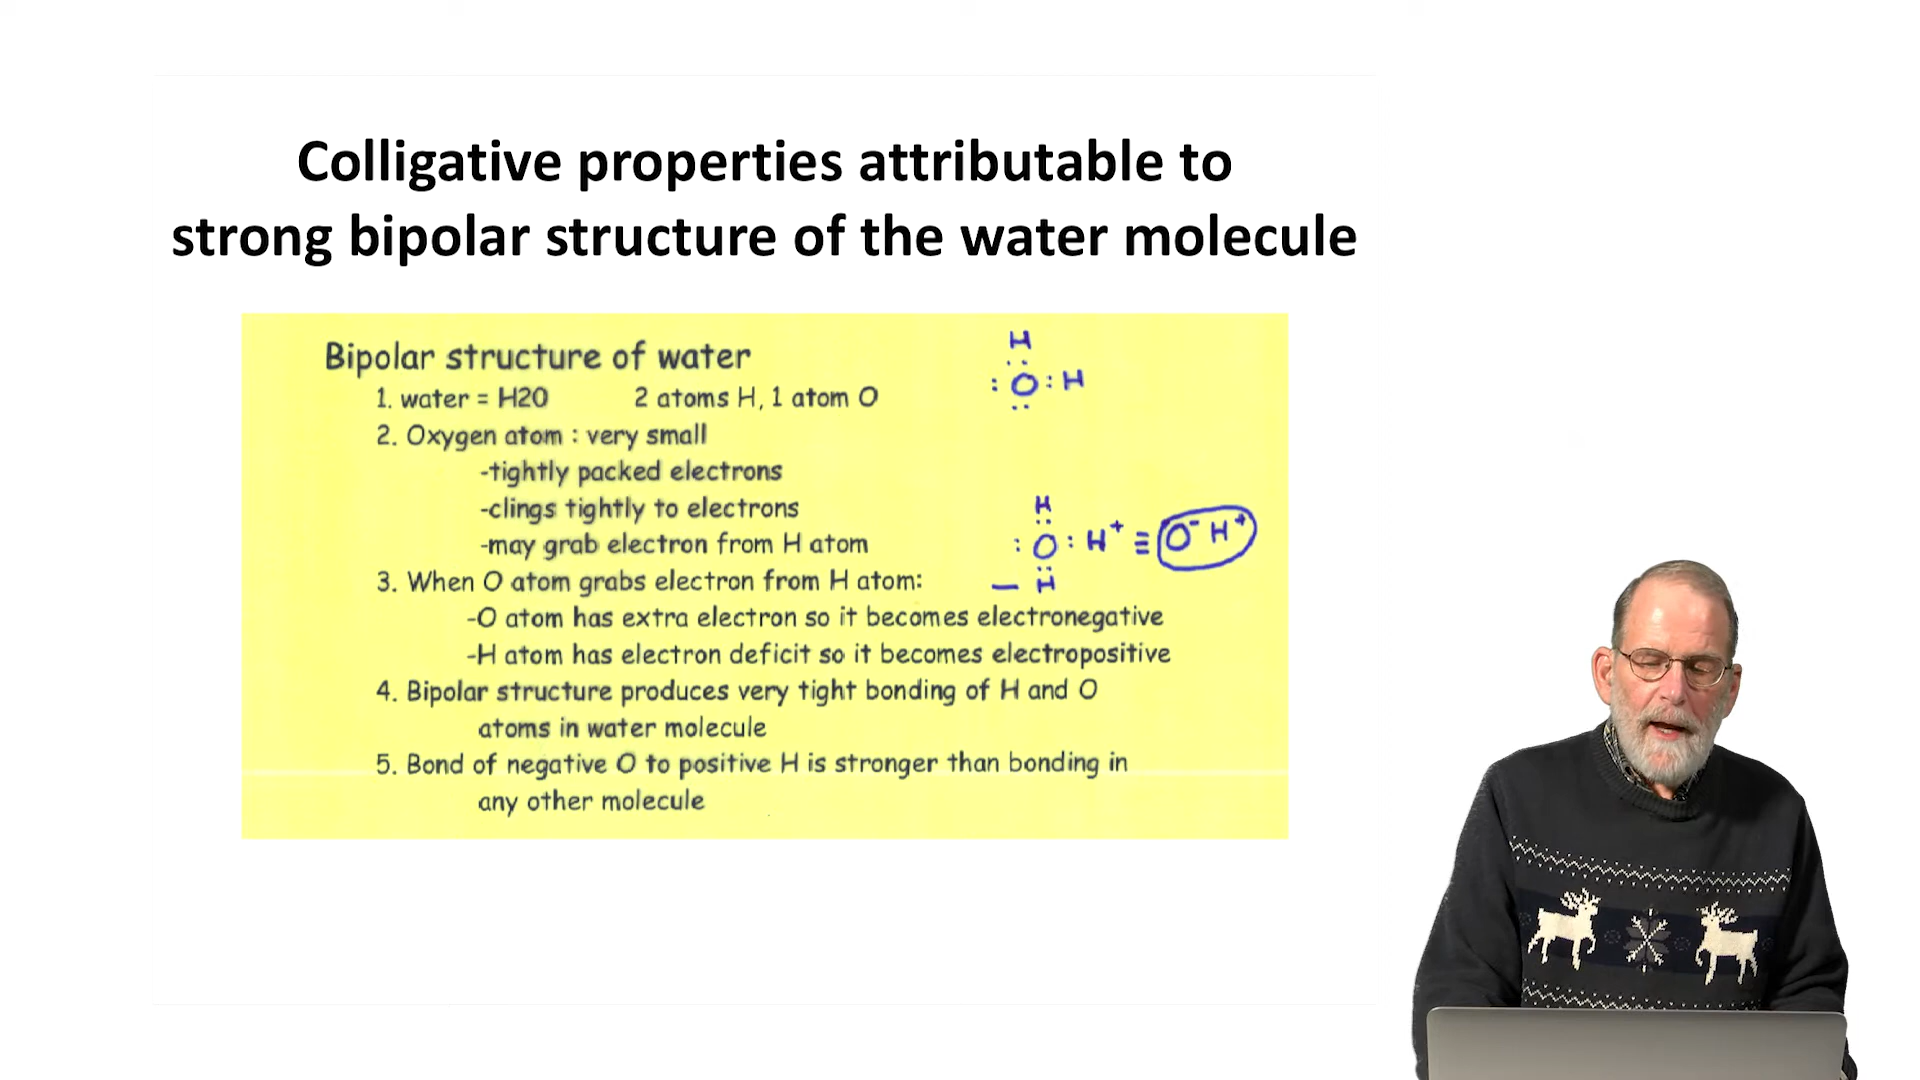 Colligative properties attributable to
strong bipolar structure of the water molecule
Bipolar structure of water
1. water = H2O 2 atoms H, 1 atom O
2. Oxygen atom : very small
-tightly packed electrons
-clings tightly to electrons
-may grab electron from H atom
3. When O atom grabs electron from H atom:
-O atom has extra electron so it becomes electronegative
-H atom has electron deficit so it becomes electropositive
4. Bipolar structure produces very tight bonding of H and O
atoms in water molecule
5. Bond of negative O to positive H is stronger than bonding in
any other molecule
H
: O : H
H
: O : H+ ≡ O- H+
— H